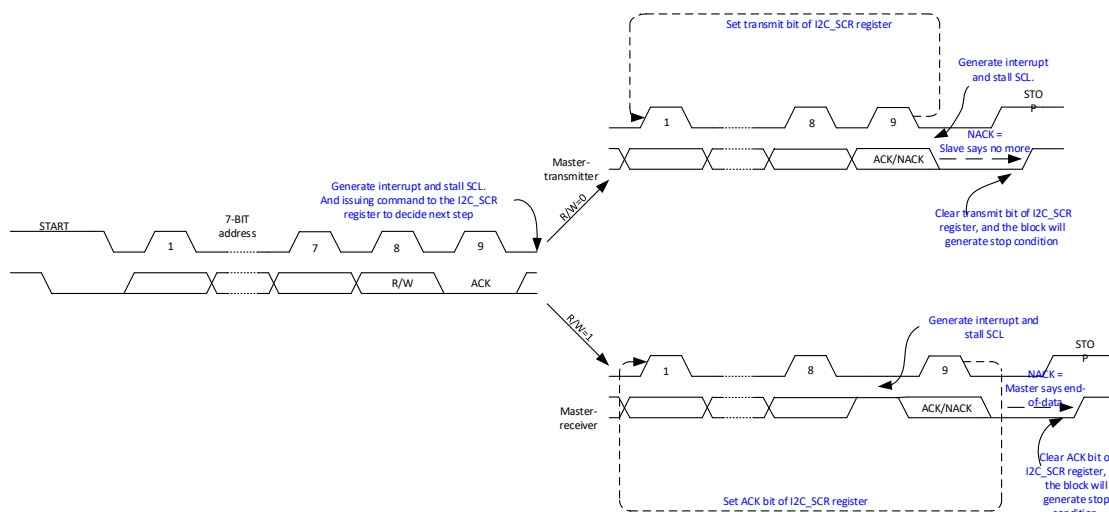 Set transmit bit of I2C_SCR register
Generate interrupt
and stall SCL.
STO
P
1
8
9
NACK =
Slave says no more
Master-
transmitter
ACK/NACK
Generate interrupt and stall SCL.
And issuing command to the I2C_SCR
register to decide next step
R/W=0
Clear transmit bit of I2C_SCR
register, and the block will
generate stop condition
START
7-BIT
address
1
7
8
9
R/W
ACK
R/W=1
Generate interrupt and
stall SCL
STO
P
1
8
9
NACK =
Master says end-
of-data
Master-
receiver
ACK/NACK
Clear ACK bit o
I2C_SCR register,
the block will
generate stop
condition
Set ACK bit of I2C_SCR register